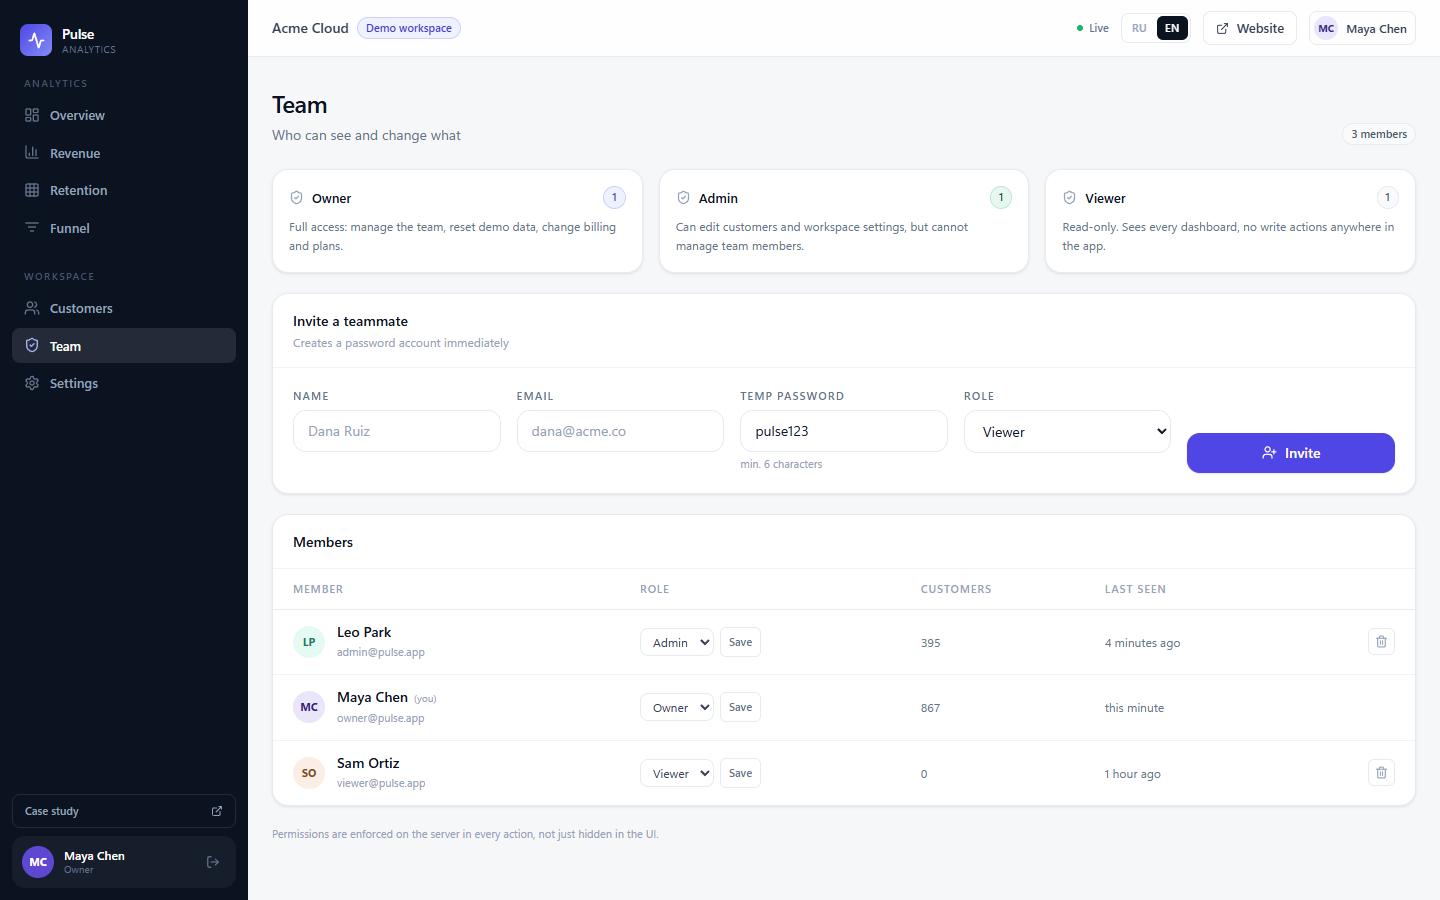 Pulse
ANALYTICS
ANALYTICS
Overview
Revenue
Retention
Funnel
WORKSPACE
Customers
Team
Settings
Case study
MC
Maya Chen
Owner
Acme Cloud
Demo workspace
Live
RU
EN
Website
MC
Maya Chen
Team
Who can see and change what
3 members
Owner
1
Full access: manage the team, reset demo data, change billing
and plans.
Admin
1
Can edit customers and workspace settings, but cannot
manage team members.
Viewer
1
Read-only. Sees every dashboard, no write actions anywhere in
the app.
Invite a teammate
Creates a password account immediately
NAME
Dana Ruiz
EMAIL
dana@acme.co
TEMP PASSWORD
pulse123
min. 6 characters
ROLE
Viewer
Invite
Members
MEMBER ROLE CUSTOMERS LAST SEEN
LP
Leo Park
admin@pulse.app
Admin
Save
395
4 minutes ago
MC
Maya Chen (you)
owner@pulse.app
Owner
Save
867
this minute
SO
Sam Ortiz
viewer@pulse.app
Viewer
Save
0
1 hour ago
Permissions are enforced on the server in every action, not just hidden in the UI.